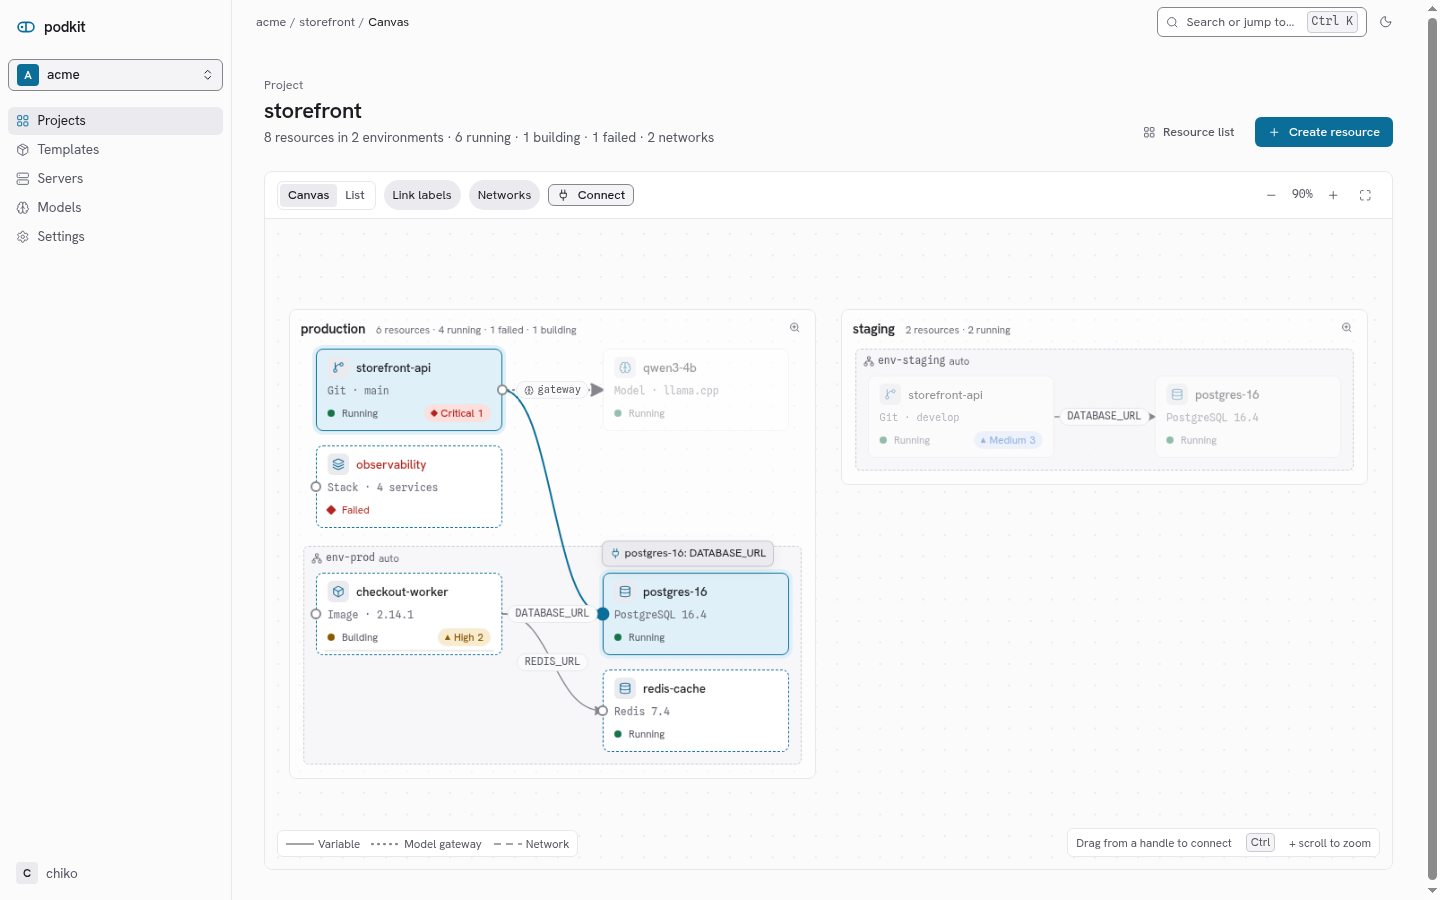 podkit
acme / storefront / Canvas
Search or jump to... Ctrl K
A acme
Projects
Templates
Servers
Models
Settings
C chiko
Project
storefront
8 resources in 2 environments · 6 running · 1 building · 1 failed · 2 networks
Resource list
+ Create resource
Canvas List Link labels Networks Connect
− 90% +
production 6 resources · 4 running · 1 failed · 1 building
storefront-api
Git · main
Running Critical 1
gateway
qwen3-4b
Model · llama.cpp
Running
observability
Stack · 4 services
Failed
env-prod auto
postgres-16: DATABASE_URL
checkout-worker
Image · 2.14.1
Building High 2
DATABASE_URL
REDIS_URL
postgres-16
PostgreSQL 16.4
Running
redis-cache
Redis 7.4
Running
staging 2 resources · 2 running
env-staging auto
storefront-api
Git · develop
Running Medium 3
DATABASE_URL
postgres-16
PostgreSQL 16.4
Running
Variable Model gateway Network
Drag from a handle to connect Ctrl + scroll to zoom